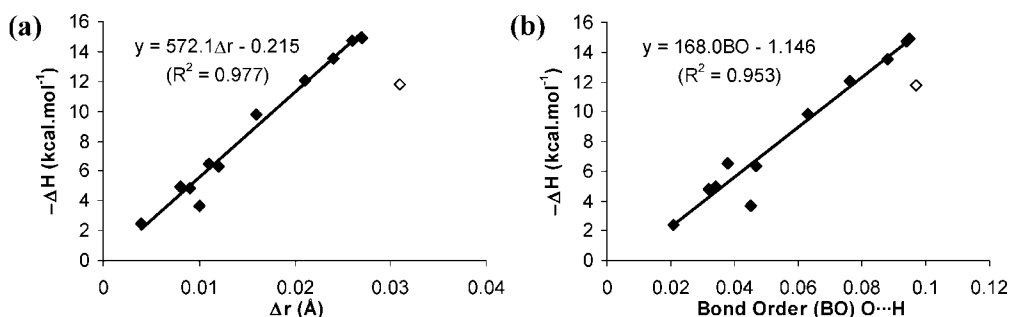 (a)
16
14
12
10
8
6
4
2
0
−ΔH (kcal.mol⁻¹)
y = 572.1Δr - 0.215
(R² = 0.977)
0 0.01 0.02 0.03 0.04
Δr (Å)
(b)
16
14
12
10
8
6
4
2
0
−ΔH (kcal.mol⁻¹)
y = 168.0BO - 1.146
(R² = 0.953)
0 0.02 0.04 0.06 0.08 0.1 0.12
Bond Order (BO) O···H